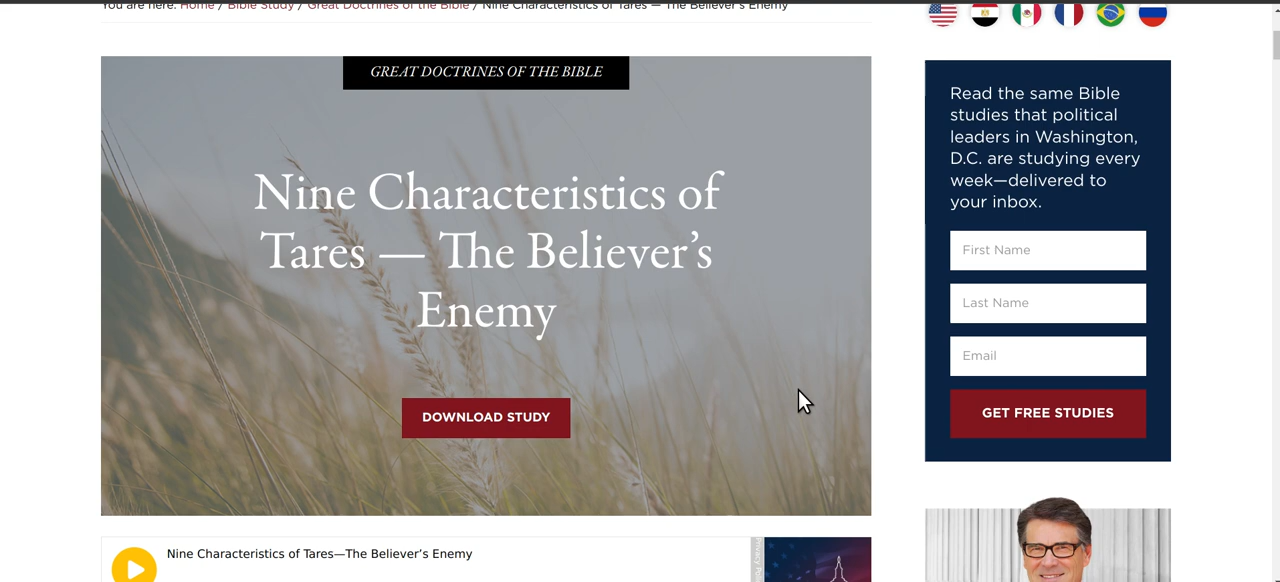 You are here: Home / Bible Study / Great Doctrines of the Bible / Nine Characteristics of Tares — The Believer's Enemy
GREAT DOCTRINES OF THE BIBLE
Nine Characteristics of
Tares — The Believer’s
Enemy
DOWNLOAD STUDY
Nine Characteristics of Tares—The Believer’s Enemy
Read the same Bible
studies that political
leaders in Washington,
D.C. are studying every
week—delivered to
your inbox.
First Name
Last Name
Email
GET FREE STUDIES